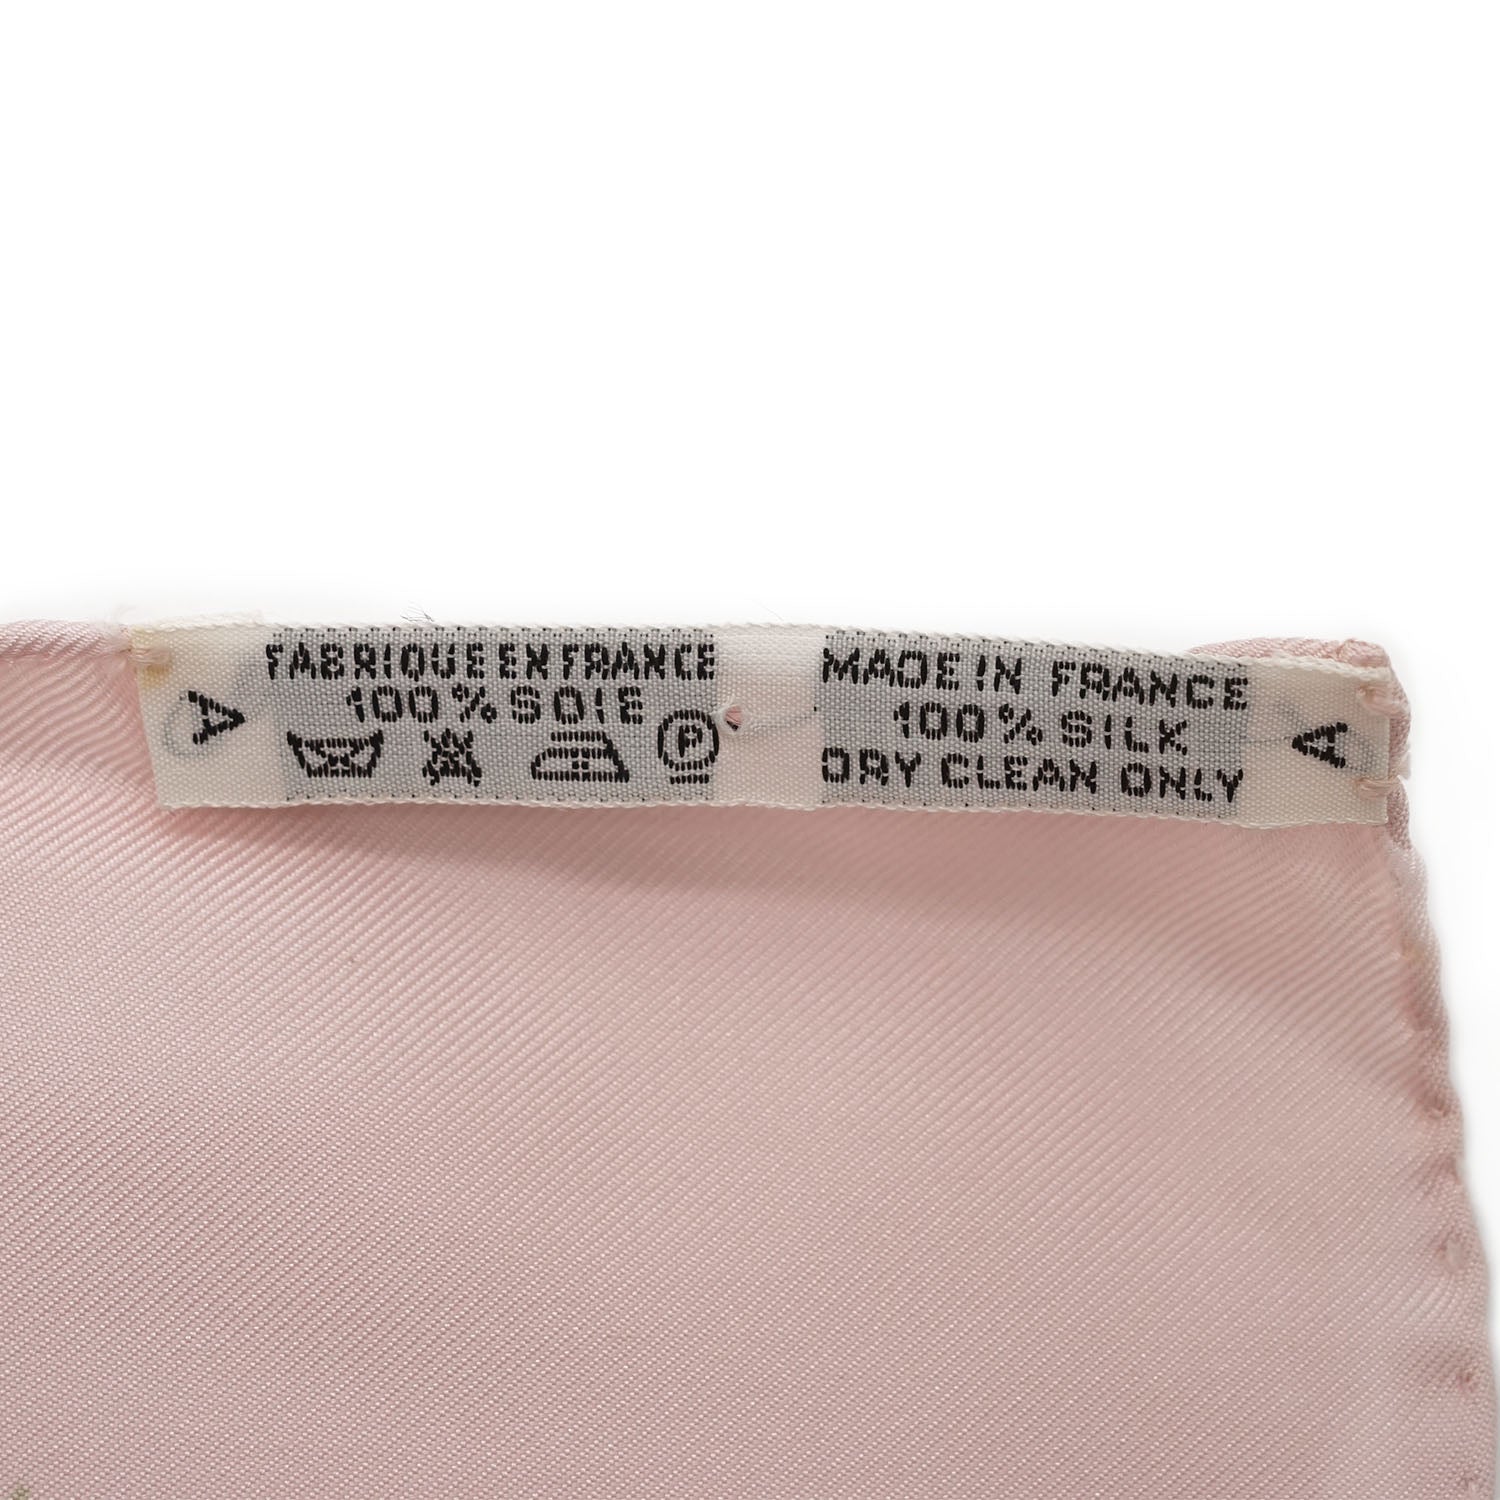 FABRIQUE EN FRANCE
100% SOIE
P
A
MADE IN FRANCE
100% SILK
DRY CLEAN ONLY
A